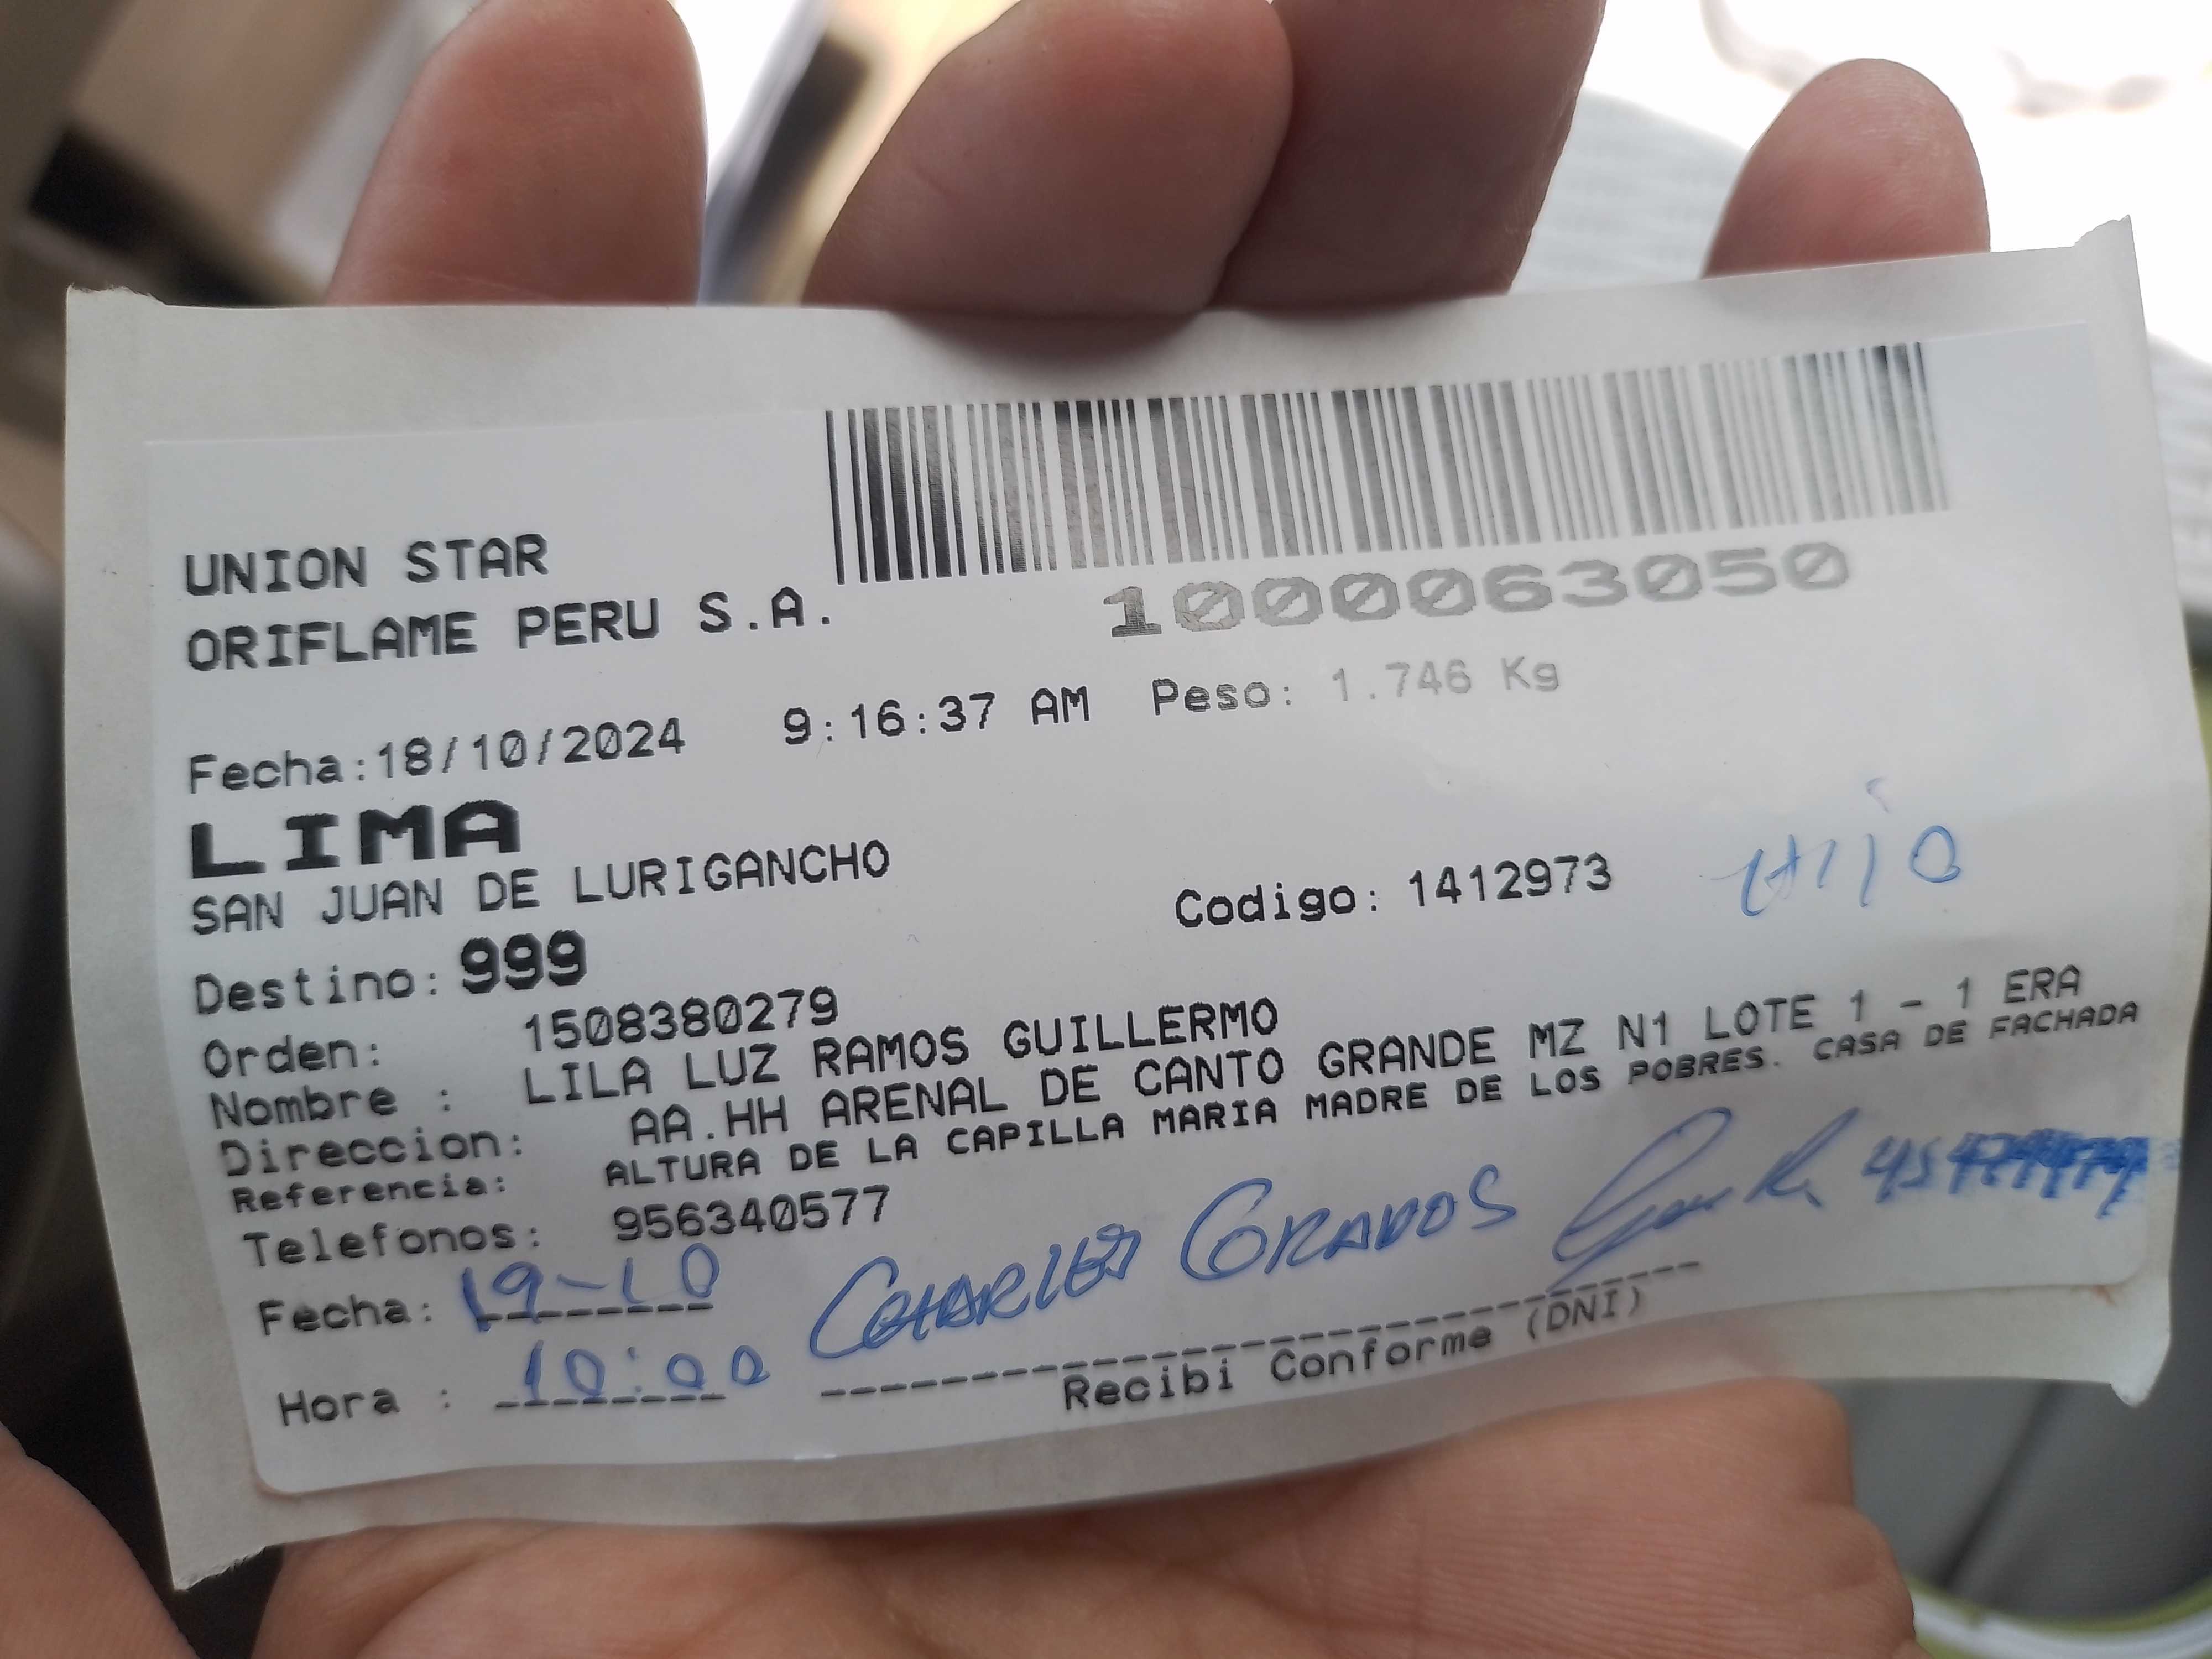 UNION STAR
ORIFLAME PERU S.A.
1000063050
Fecha:18/10/2024 9:16:37 AM Peso: 1.746 Kg
LIMA
SAN JUAN DE LURIGANCHO
Codigo: 1412973 HIJO
Destino: 999
Orden: 1508380279
Nombre : LILA LUZ RAMOS GUILLERMO
Direccion: AA.HH ARENAL DE CANTO GRANDE MZ N1 LOTE 1 - 1 ERA
Referencia: ALTURA DE LA CAPILLA MARIA MADRE DE LOS POBRES. CASA DE FACHADA
Telefonos: 956340577
Fecha: 19-10 CHARLES GRANDOS
Hora : 10:00
Recibi Conforme (DNI)